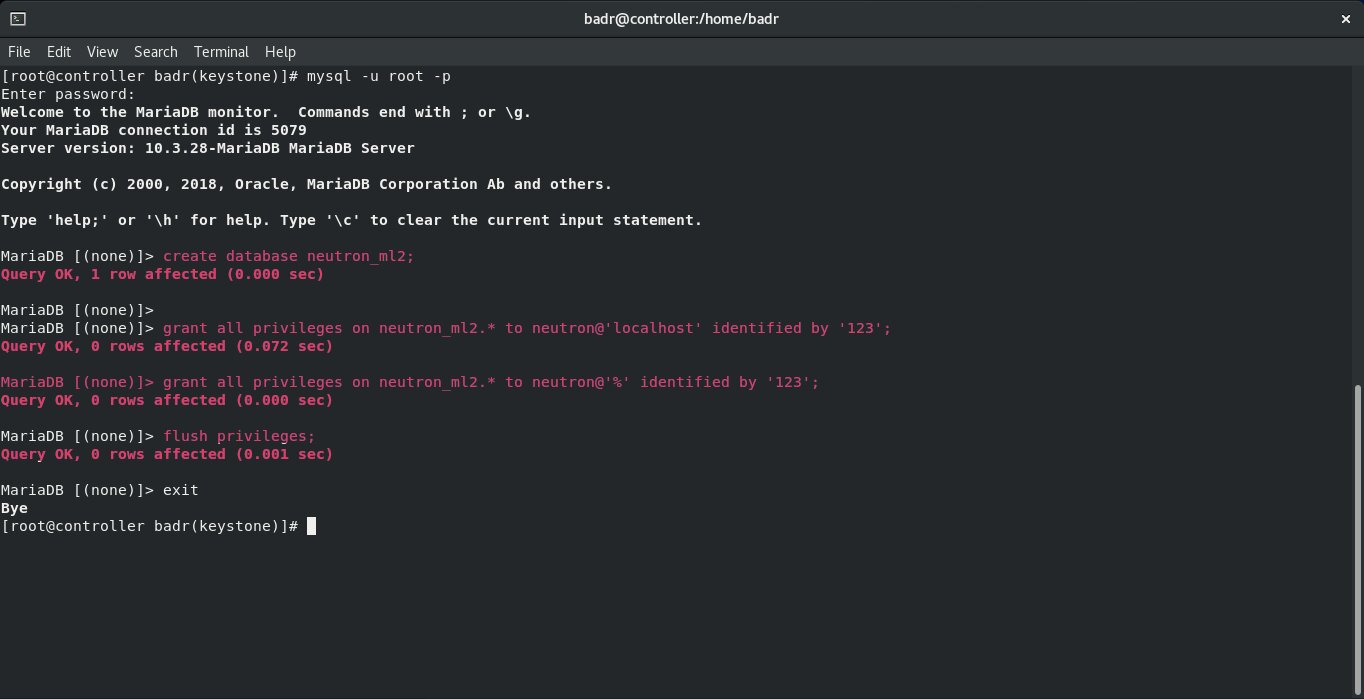 badr@controller:/home/badr
File Edit View Search Terminal Help
[root@controller badr(keystone)]# mysql -u root -p
Enter password:
Welcome to the MariaDB monitor.  Commands end with ; or \g.
Your MariaDB connection id is 5079
Server version: 10.3.28-MariaDB MariaDB Server
Copyright (c) 2000, 2018, Oracle, MariaDB Corporation Ab and others.
Type 'help;' or '\h' for help. Type '\c' to clear the current input statement.
MariaDB [(none)]> create database neutron_ml2;
Query OK, 1 row affected (0.000 sec)
MariaDB [(none)]>
MariaDB [(none)]> grant all privileges on neutron_ml2.* to neutron@'localhost' identified by '123';
Query OK, 0 rows affected (0.072 sec)
MariaDB [(none)]> grant all privileges on neutron_ml2.* to neutron@'%' identified by '123';
Query OK, 0 rows affected (0.000 sec)
MariaDB [(none)]> flush privileges;
Query OK, 0 rows affected (0.001 sec)
MariaDB [(none)]> exit
Bye
[root@controller badr(keystone)]#